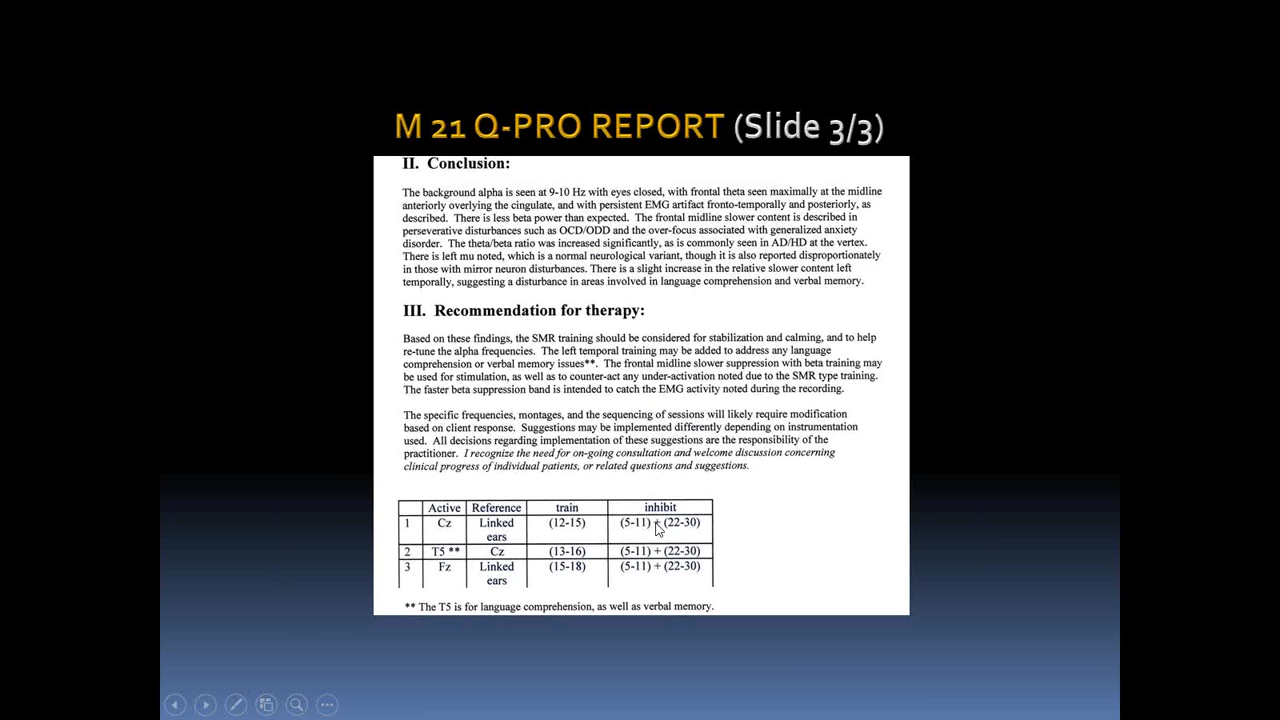 M 21 Q-PRO REPORT (Slide 3/3)
II. Conclusion:
The background alpha is seen at 9-10 Hz with eyes closed, with frontal theta seen maximally at the midline
anteriorly overlying the cingulate, and with persistent EMG artifact fronto-temporally and posteriorly, as
described. There is less beta power than expected. The frontal midline slower content is described in
perseverative disturbances such as OCD/ODD and the over-focus associated with generalized anxiety
disorder. The theta/beta ratio was increased significantly, as is commonly seen in AD/HD at the vertex.
There is left mu noted, which is a normal neurological variant, though it is also reported disproportionately
in those with mirror neuron disturbances. There is a slight increase in the relative slower content left
temporally, suggesting a disturbance in areas involved in language comprehension and verbal memory.
III. Recommendation for therapy:
Based on these findings, the SMR training should be considered for stabilization and calming, and to help
re-tune the alpha frequencies. The left temporal training may be added to address any language
comprehension or verbal memory issues**. The frontal midline slower suppression with beta training may
be used for stimulation, as well as to counter-act any under-activation noted due to the SMR type training.
The faster beta suppression band is intended to catch the EMG activity noted during the recording.
The specific frequencies, montages, and the sequencing of sessions will likely require modification
based on client response. Suggestions may be implemented differently depending on instrumentation
used. All decisions regarding implementation of these suggestions are the responsibility of the
practitioner. I recognize the need for on-going consultation and welcome discussion concerning
clinical progress of individual patients, or related questions and suggestions.
Active Reference train inhibit
1 Cz Linked ears (12-15) (5-11) + (22-30)
2 T5 ** Cz (13-16) (5-11) + (22-30)
3 Fz Linked ears (15-18) (5-11) + (22-30)
** The T5 is for language comprehension, as well as verbal memory.